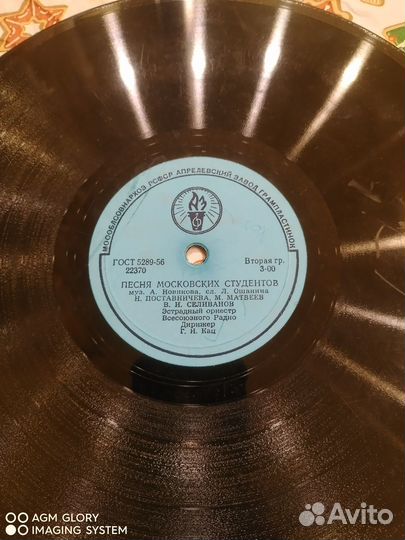 МОСОБЛСОВНАРХОЗ РСФСР АПРЕЛЕВСКИЙ ЗАВОД ГРАМПЛАСТИНОК
ГОСТ 5289-56 Вторая гр.
22370 3-00
ПЕСНЯ МОСКОВСКИХ СТУДЕНТОВ
муз. А. Новикова, сл. Л. Ошанина
Н. ПОСТАВНИЧЕВА, М. МАТВЕЕВ
В. И. СЕЛИВАНОВ
Эстрадный оркестр
Всесоюзного Радио
Дирижер
Г. И. Кац
AGM GLORY
IMAGING SYSTEM
Avito